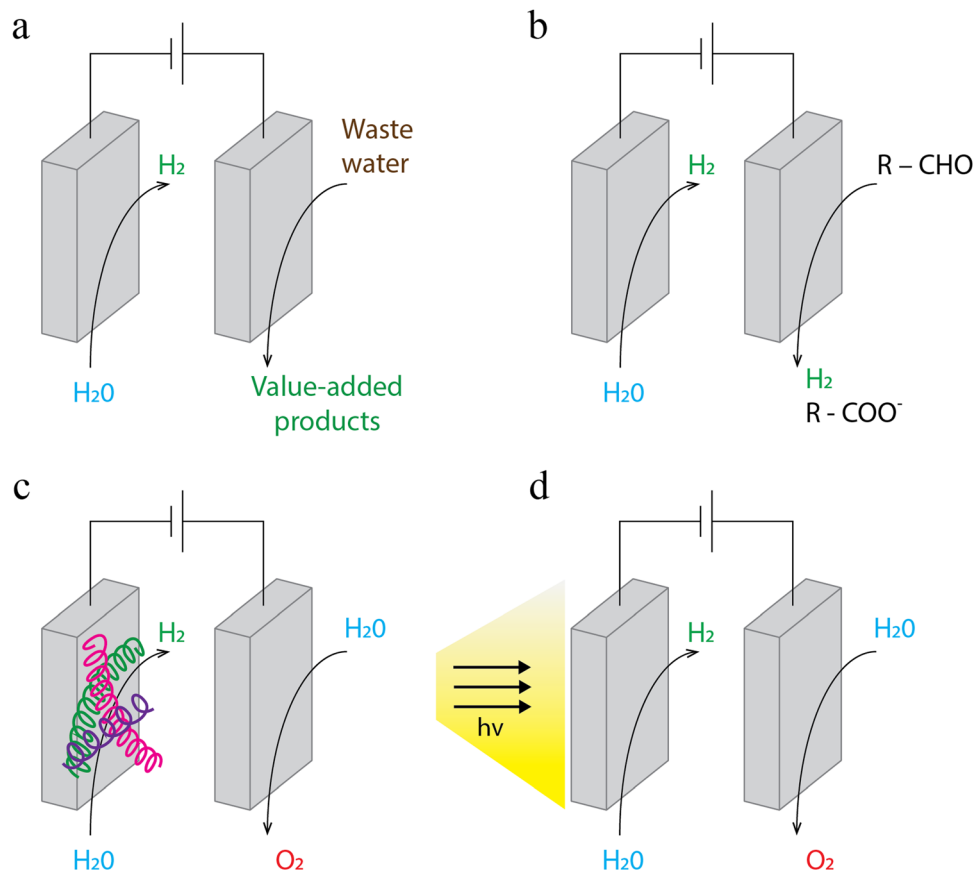 a
H₂
Waste
water
H₂0
Value-added
products
b
H₂
R – CHO
H₂0
H₂
R - COO⁻
c
H₂
H₂0
H₂0
O₂
d
hv
H₂
H₂0
H₂0
O₂